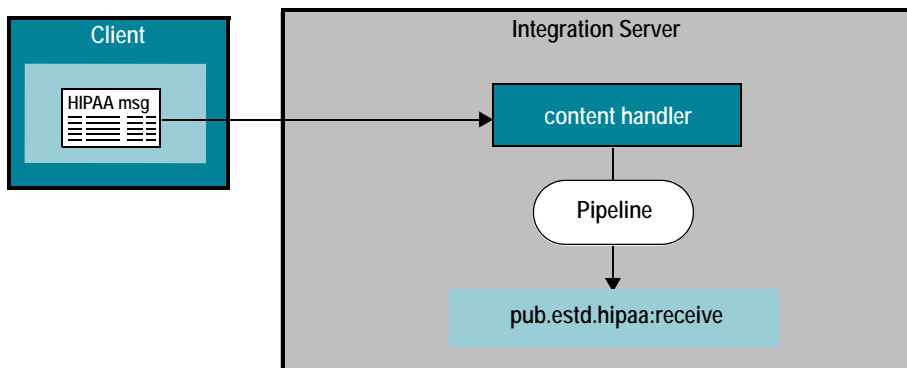 Client
Integration Server
HIPAA msg
content handler
Pipeline
pub.estd.hipaa:receive